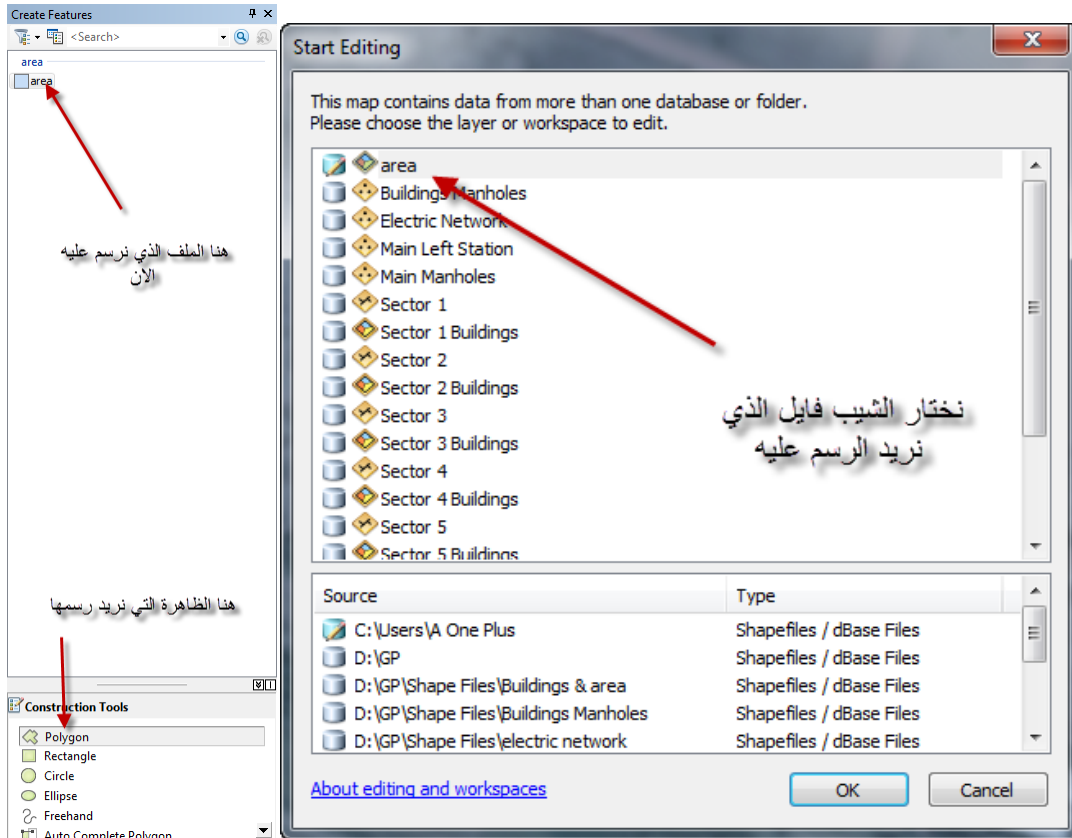 Create Features
<Search>
area
area
هنا الملف الذي نرسم عليه
الان
هنا الظاهرة التي نريد رسمها
Construction Tools
Polygon
Rectangle
Circle
Ellipse
Freehand
Auto Complete Polygon
Start Editing
This map contains data from more than one database or folder.
Please choose the layer or workspace to edit.
area
Buildings Manholes
Electric Network
Main Left Station
Main Manholes
Sector 1
Sector 1 Buildings
Sector 2
Sector 2 Buildings
Sector 3
Sector 3 Buildings
Sector 4
Sector 4 Buildings
Sector 5
Sector 5 Buildings
نختار الشيب فايل الذي
نريد الرسم عليه
Source Type
C:\Users\A One Plus Shapefiles / dBase Files
D:\GP Shapefiles / dBase Files
D:\GP\Shape Files\Buildings & area Shapefiles / dBase Files
D:\GP\Shape Files\Buildings Manholes Shapefiles / dBase Files
D:\GP\Shape Files\electric network Shapefiles / dBase Files
About editing and workspaces
OK Cancel